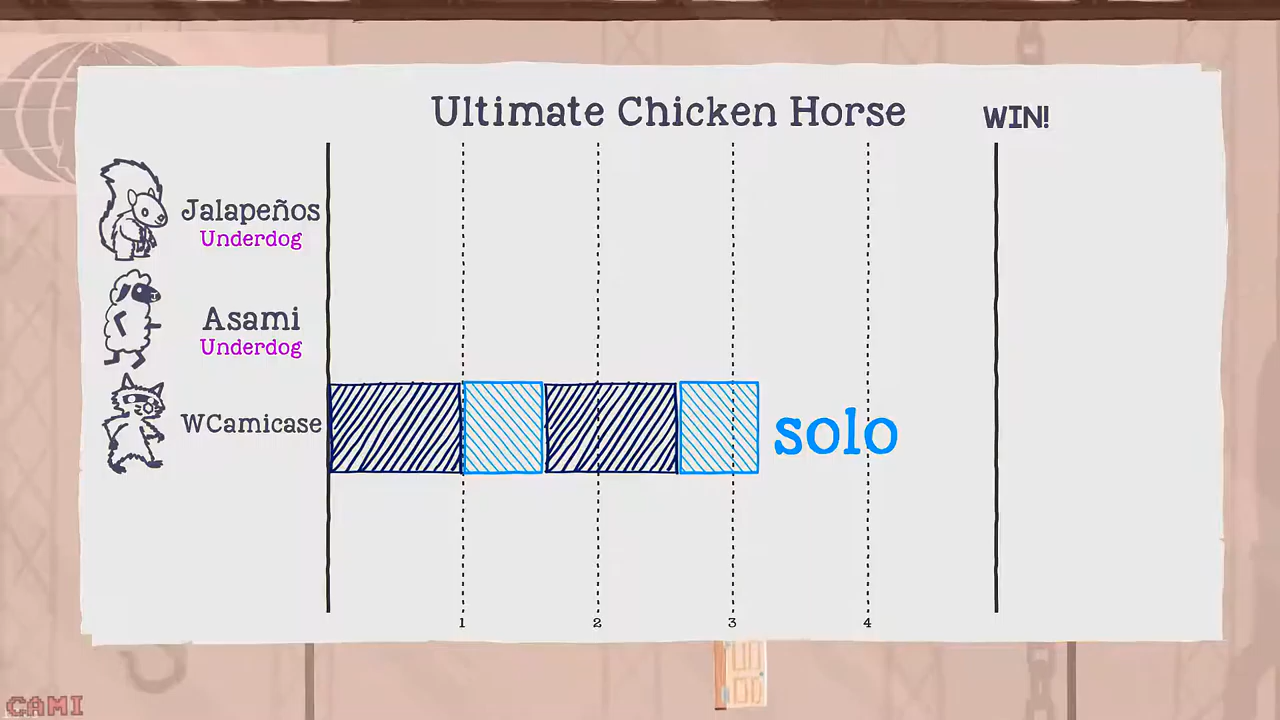 Ultimate Chicken Horse
WIN!
Jalapeños
Underdog
Asami
Underdog
WCamicase
solo
1 2 3 4
CAMI